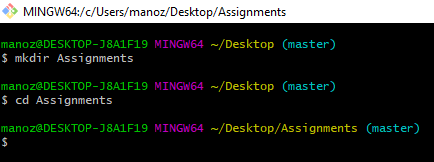 MINGW64:/c/Users/manoz/Desktop/Assignments
manoz@DESKTOP-J8A1F19 MINGW64 ~/Desktop (master)
$ mkdir Assignments
manoz@DESKTOP-J8A1F19 MINGW64 ~/Desktop (master)
$ cd Assignments
manoz@DESKTOP-J8A1F19 MINGW64 ~/Desktop/Assignments (master)
$